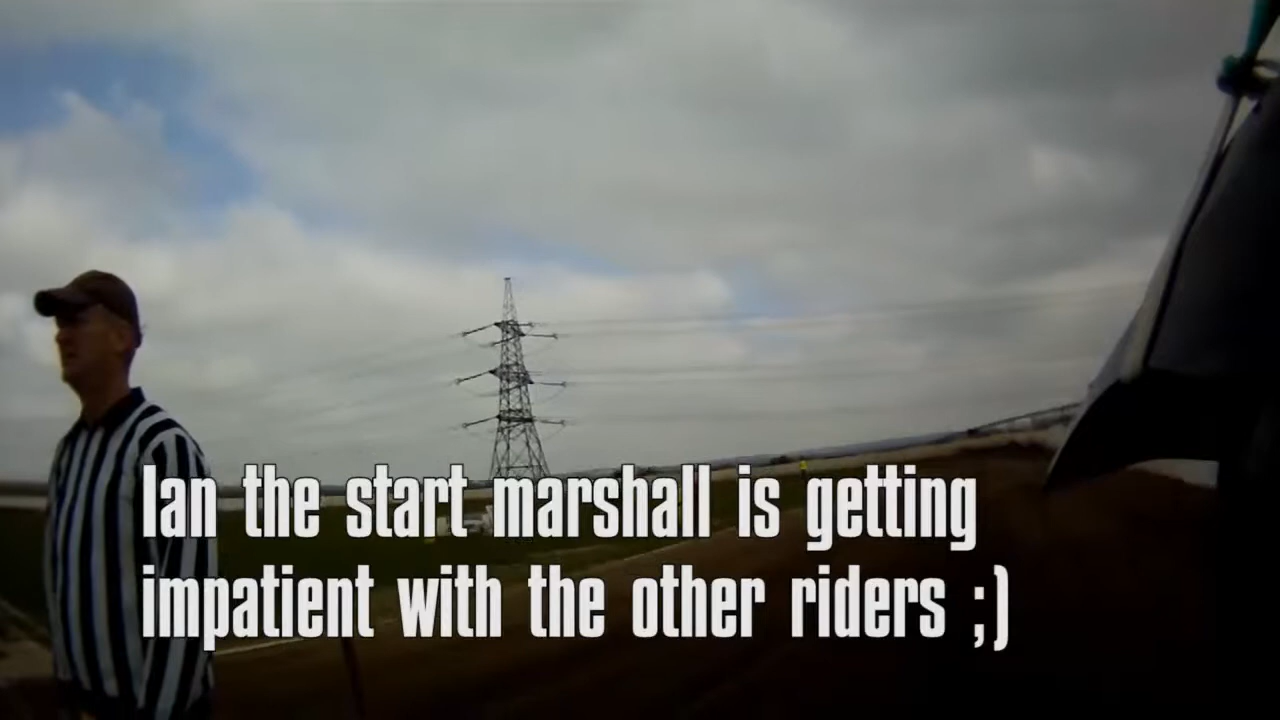 Ian the start marshall is getting
impatient with the other riders ;)